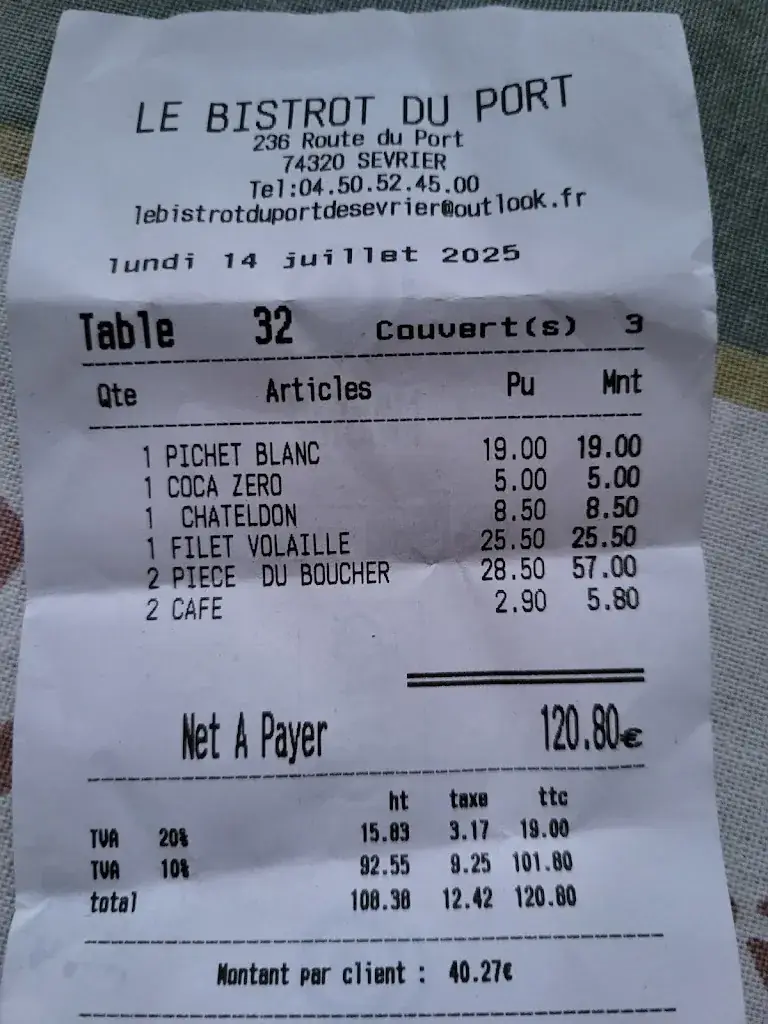 LE BISTROT DU PORT
236 Route du Port
74320 SEVRIER
Tel:04.50.52.45.00
lebistrotduportdesevrier@outlook.fr
lundi 14 juillet 2025
Table 32 Couvert(s) 3
Qte Articles Pu Mnt
1 PICHET BLANC 19.00 19.00
1 COCA ZERO 5.00 5.00
1 CHATELDON 8.50 8.50
1 FILET VOLAILLE 25.50 25.50
2 PIECE DU BOUCHER 28.50 57.00
2 CAFE 2.90 5.80
Net A Payer 120.80€
ht taxe ttc
TVA 20% 15.83 3.17 19.00
TVA 10% 92.55 9.25 101.80
total 108.38 12.42 120.80
Montant par client : 40.27€